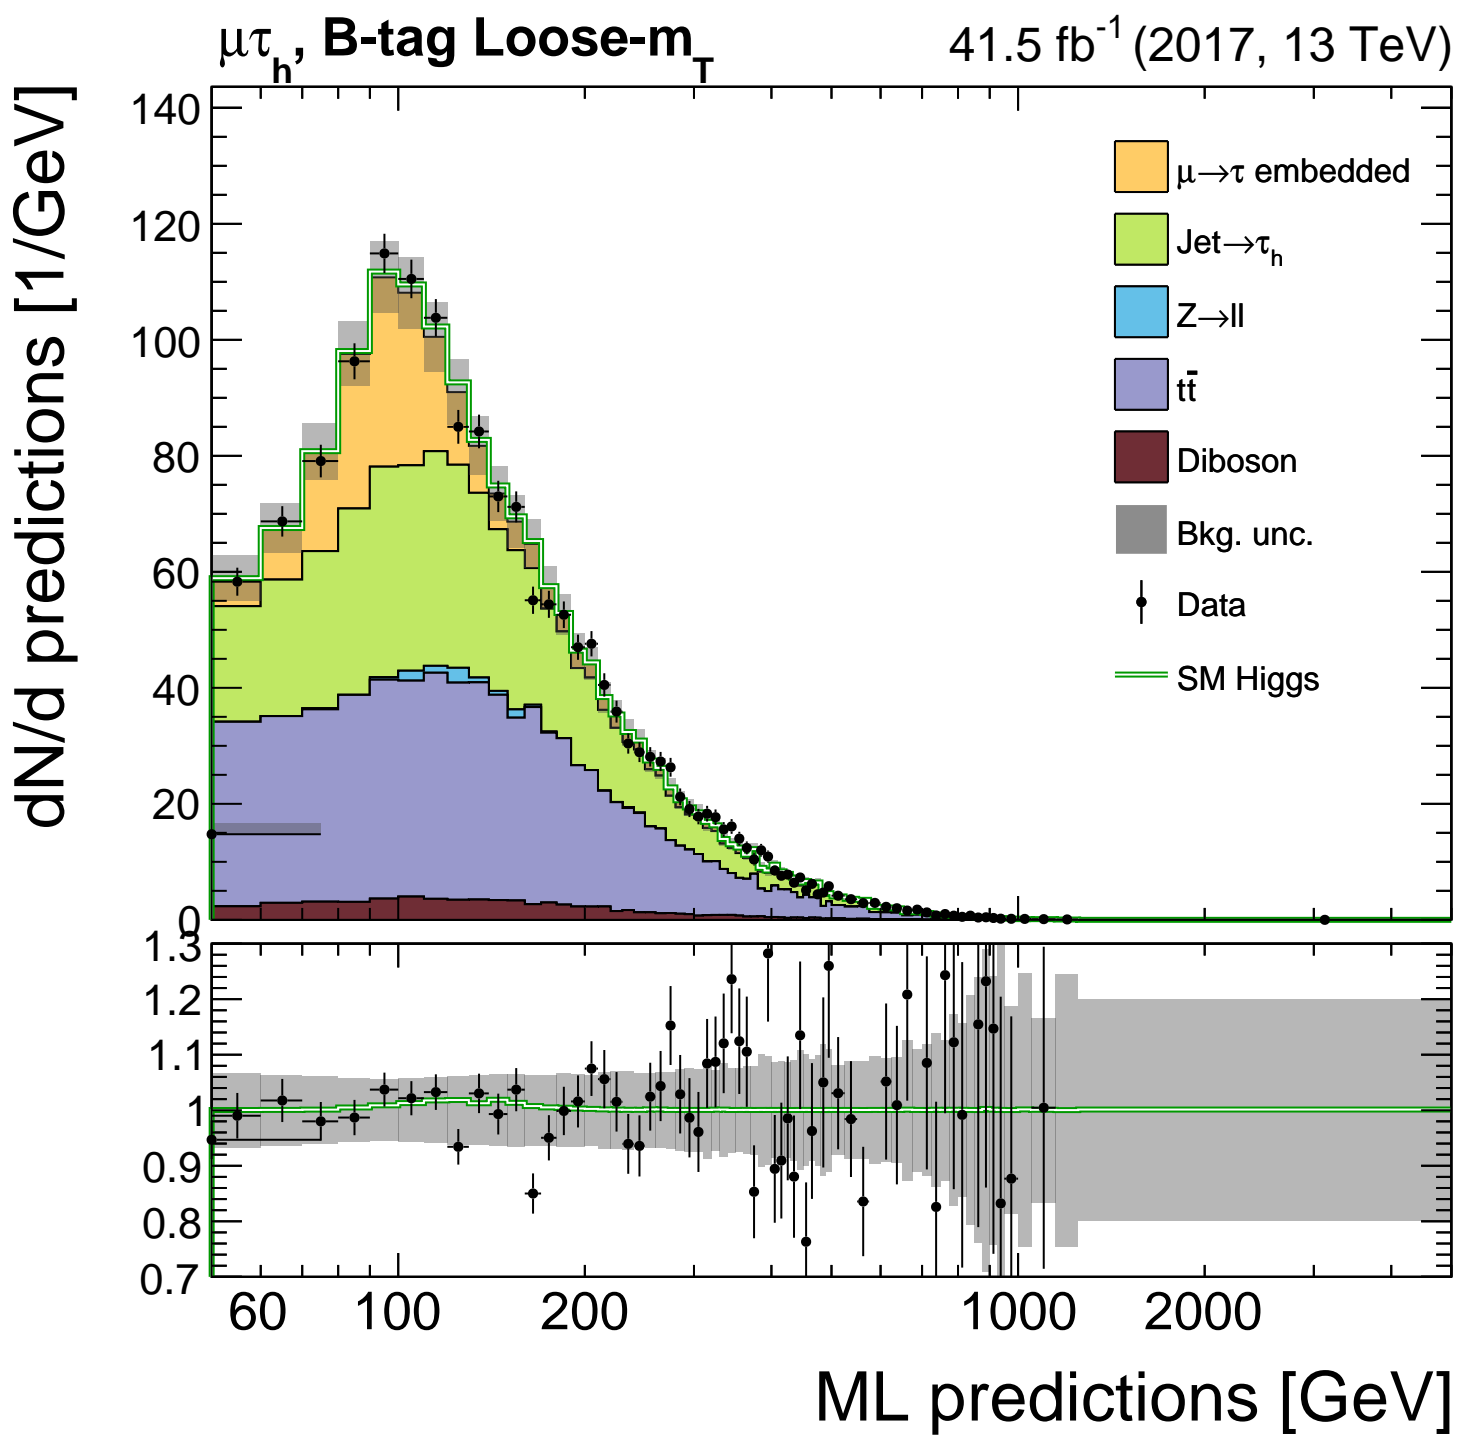 μτh, B-tag Loose-mT
41.5 fb-1 (2017, 13 TeV)
dN/d predictions [1/GeV]
140
120
100
80
60
40
20
0
μ→τ embedded
Jet→τh
Z→ll
tt̄
Diboson
Bkg. unc.
Data
SM Higgs
1.3
1.2
1.1
1
0.9
0.8
0.7
60 100 200 1000 2000
ML predictions [GeV]